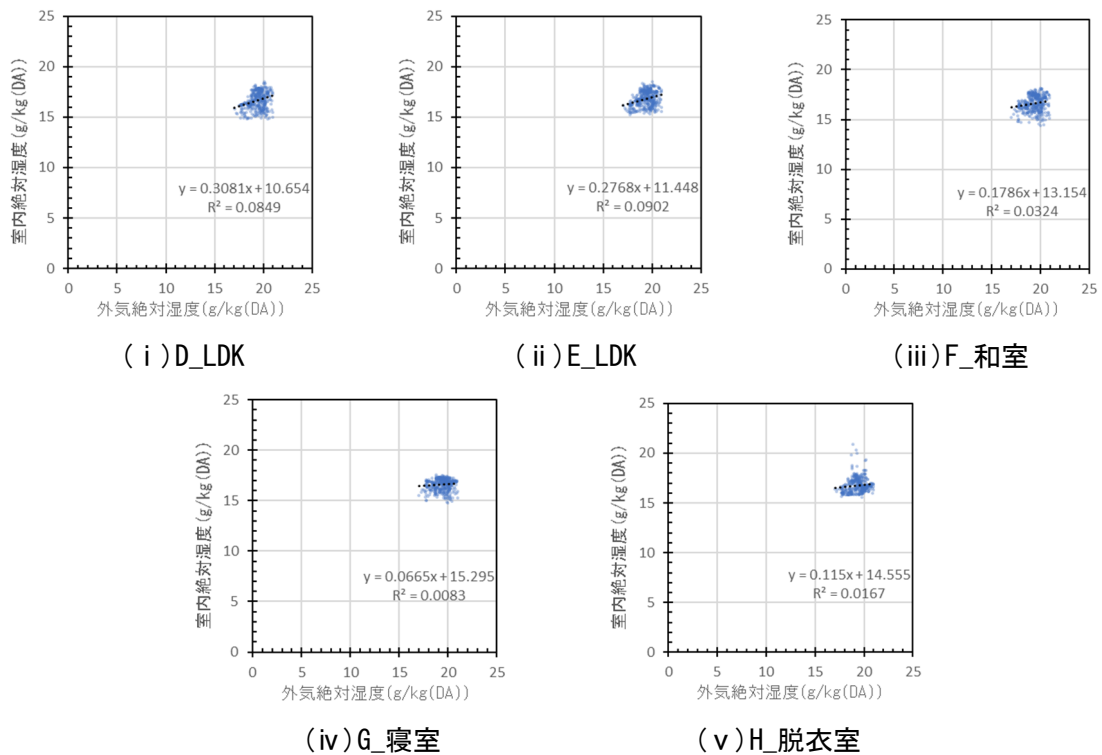 25
20
15
10
5
0
室内絶対湿度(g/kg(DA))
y = 0.3081x + 10.654
R² = 0.0849
0 5 10 15 20 25
外気絶対湿度(g/kg(DA))
(ⅰ)D_LDK
25
20
15
10
5
0
室内絶対湿度(g/kg(DA))
y = 0.2768x + 11.448
R² = 0.0902
0 5 10 15 20 25
外気絶対湿度(g/kg(DA))
(ⅱ)E_LDK
25
20
15
10
5
0
室内絶対湿度(g/kg(DA))
y = 0.1786x + 13.154
R² = 0.0324
0 5 10 15 20 25
外気絶対湿度(g/kg(DA))
(ⅲ)F_和室
25
20
15
10
5
0
室内絶対湿度(g/kg(DA))
y = 0.0665x + 15.295
R² = 0.0083
0 5 10 15 20 25
外気絶対湿度(g/kg(DA))
(ⅳ)G_寝室
25
20
15
10
5
0
室内絶対湿度(g/kg(DA))
y = 0.115x + 14.555
R² = 0.0167
0 5 10 15 20 25
外気絶対湿度(g/kg(DA))
(ⅴ)H_脱衣室